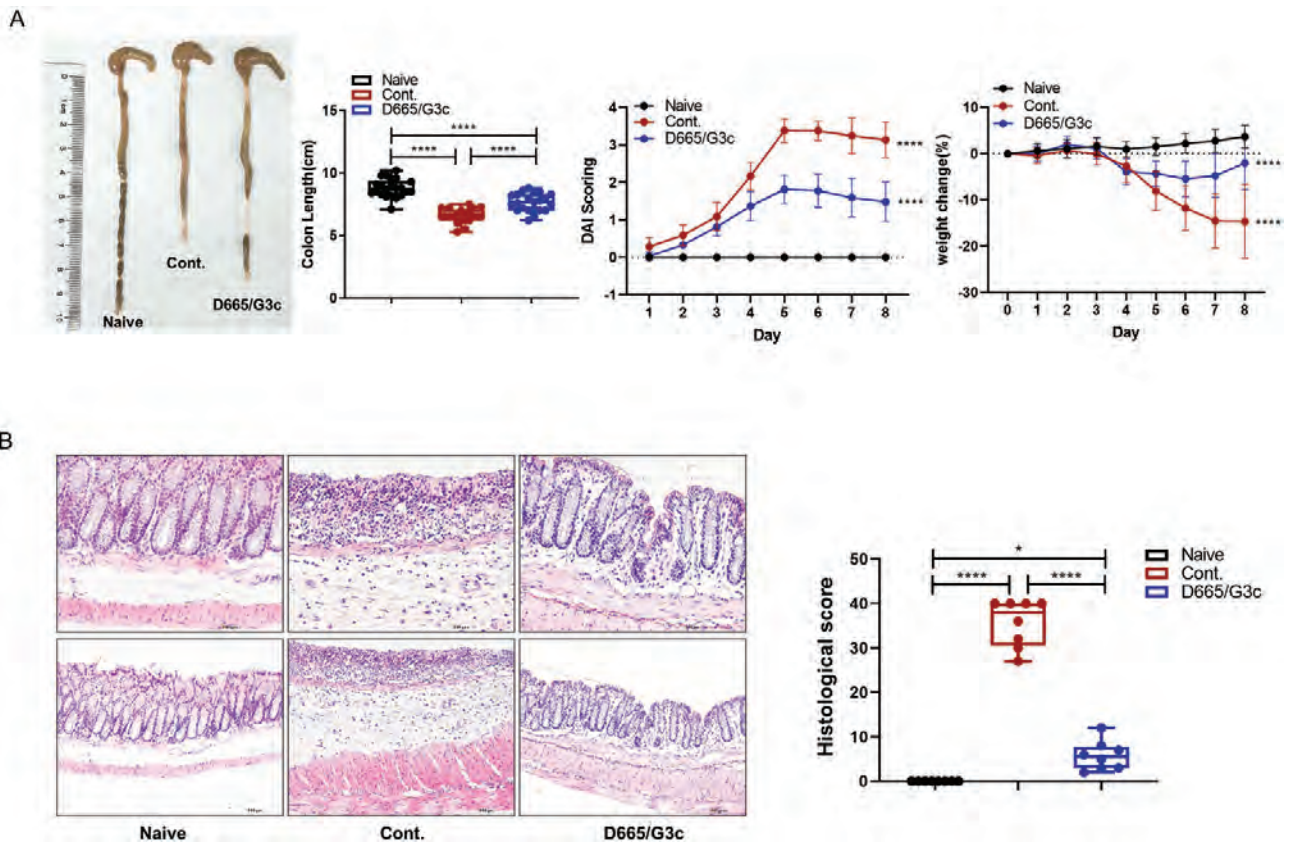 A
Naive
Cont.
D665/G3c
Naive
Cont.
D665/G3c
Colon Length(cm)
15
10
5
0
****
****
****
Naive
Cont.
D665/G3c
DAI Scoring
4
3
2
1
0
-1
****
****
1 2 3 4 5 6 7 8
Day
Naive
Cont.
D665/G3c
weight change(%)
10
0
-10
-20
-30
****
****
0 1 2 3 4 5 6 7 8
Day
B
Naive
Cont.
D665/G3c
Histological score
50
40
30
20
10
0
*
****
****
Naive
Cont.
D665/G3c